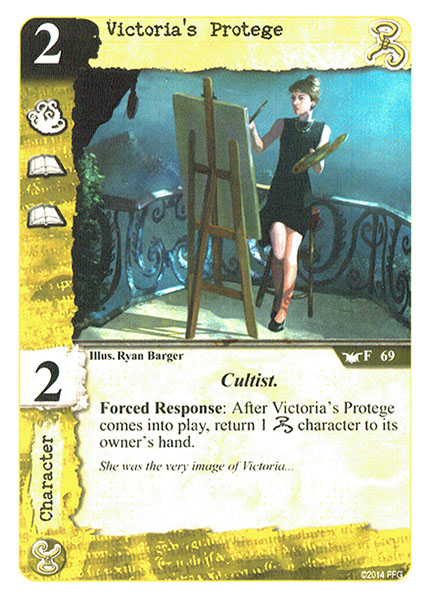 2
Victoria's Protege
Illus. Ryan Barger
F 69
2
Cultist.
Forced Response: After Victoria's Protege
comes into play, return 1 character to its
owner's hand.
She was the very image of Victoria...
Character
©2014 FFG